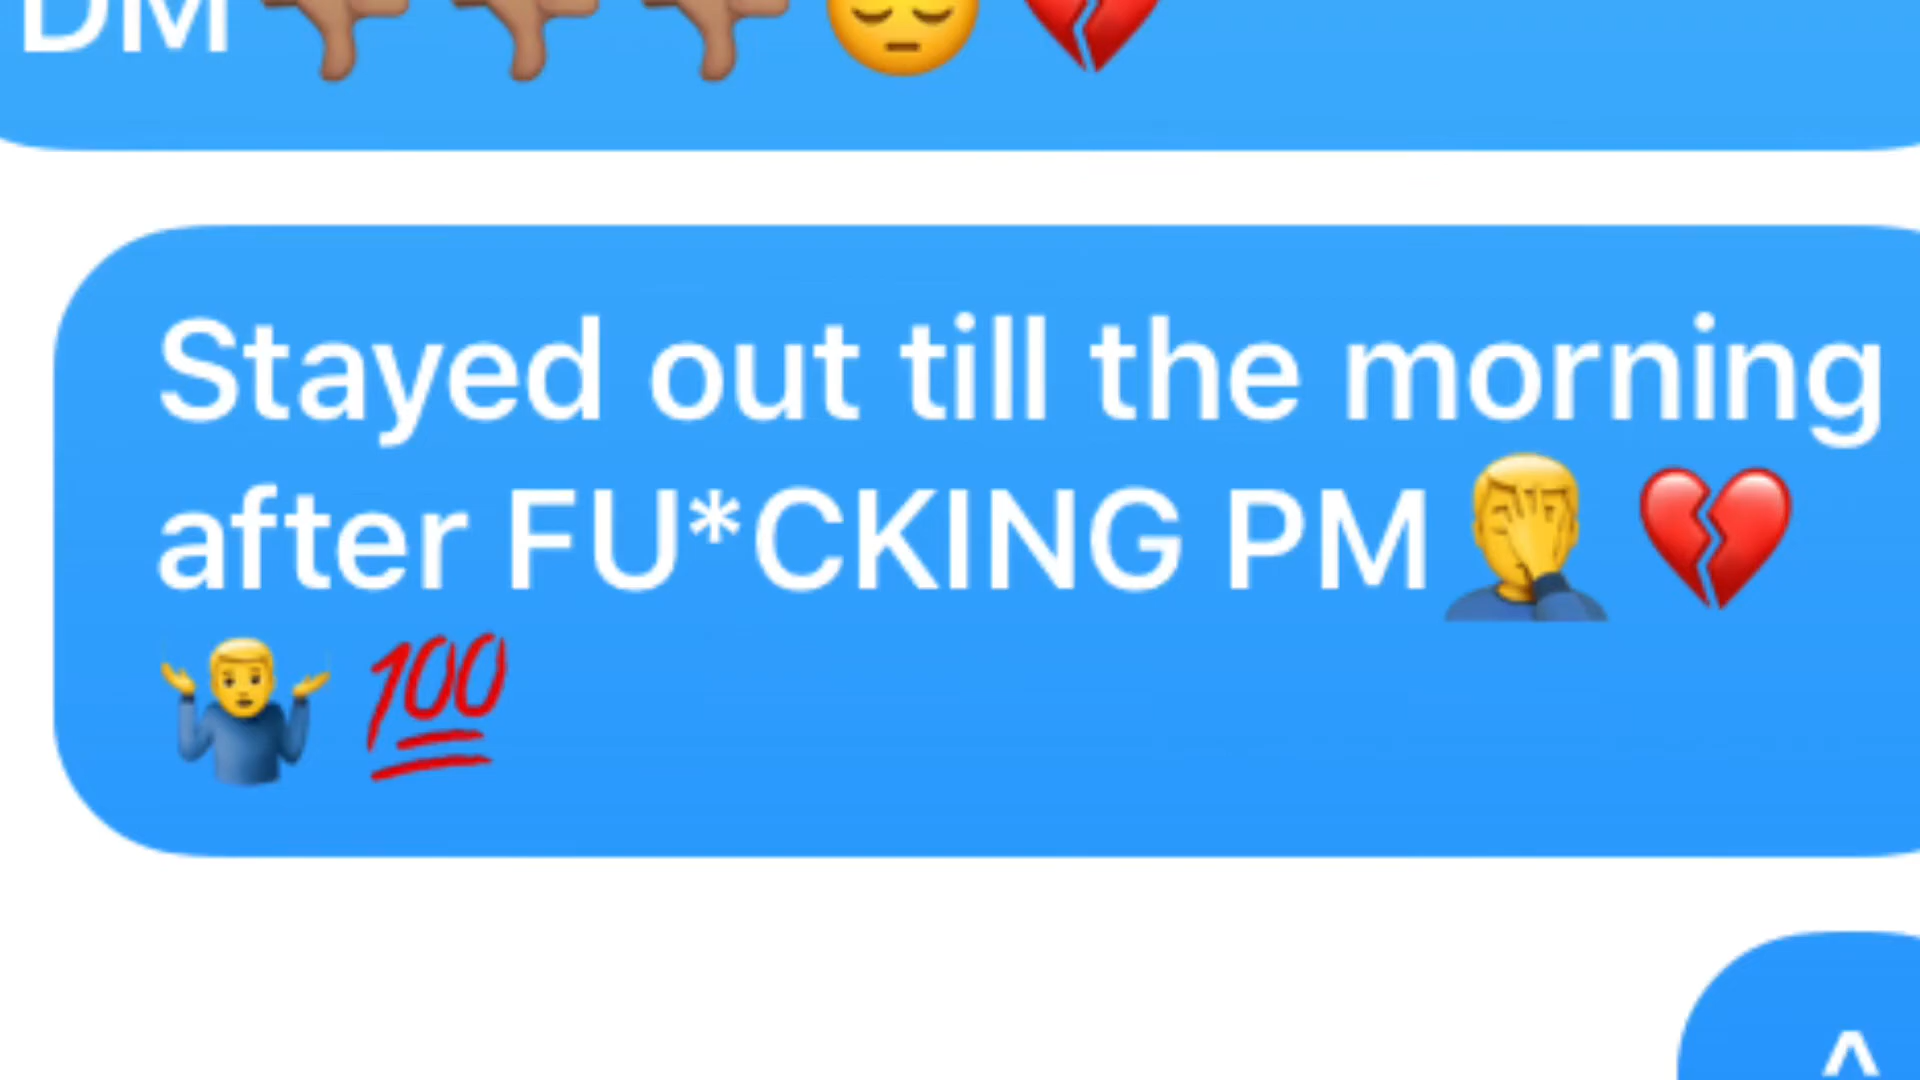 DM👎🏽👎🏽👎🏽😔💔
Stayed out till the morning
after FU*CKING PM🤦‍♂️💔
🤷‍♂️💯
^